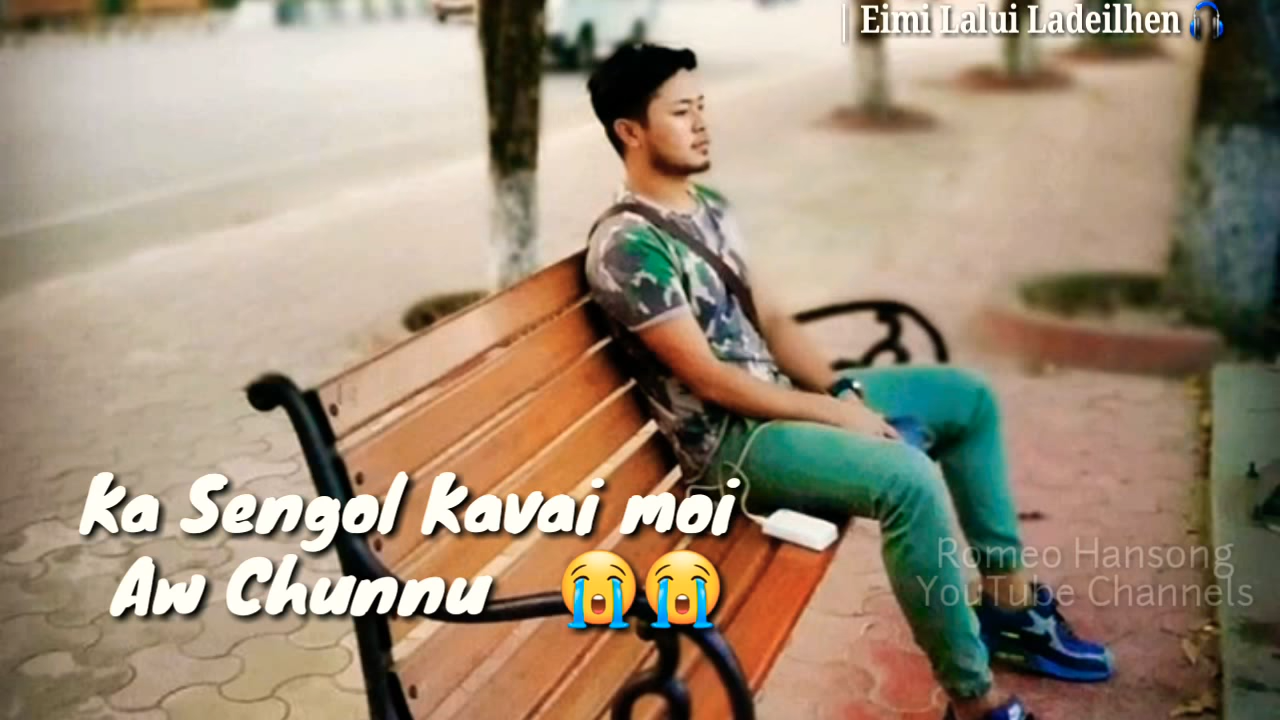 | Eimi Lalui Ladeilhen 🎧
Ka Sengol Kavai moi
Aw Chunnu 😭😭
Romeo Hansong
YouTube Channels